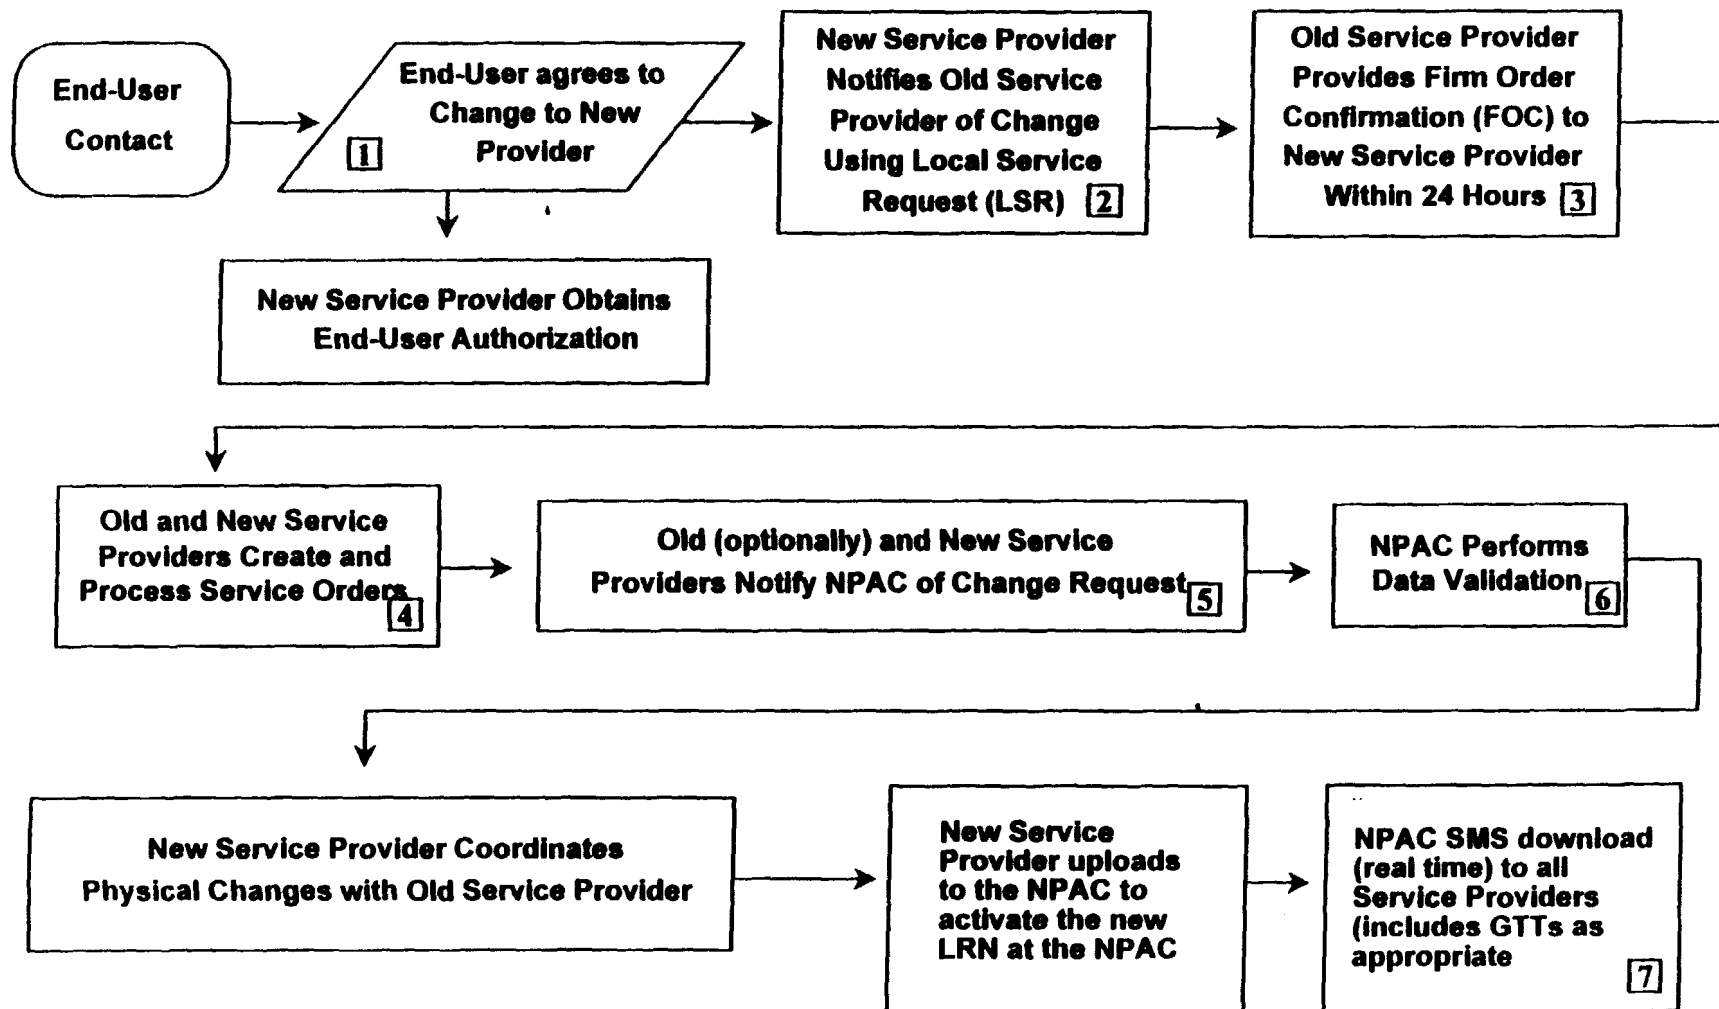 End-User
Contact
End-User agrees to
Change to New
Provider
1
New Service Provider
Notifies Old Service
Provider of Change
Using Local Service
Request (LSR) 2
Old Service Provider
Provides Firm Order
Confirmation (FOC) to
New Service Provider
Within 24 Hours 3
New Service Provider Obtains
End-User Authorization
Old and New Service
Providers Create and
Process Service Orders
4
Old (optionally) and New Service
Providers Notify NPAC of Change Request
5
NPAC Performs
Data Validation
6
New Service Provider Coordinates
Physical Changes with Old Service Provider
New Service
Provider uploads
to the NPAC to
activate the new
LRN at the NPAC
NPAC SMS download
(real time) to all
Service Providers
(includes GTTs as
appropriate
7